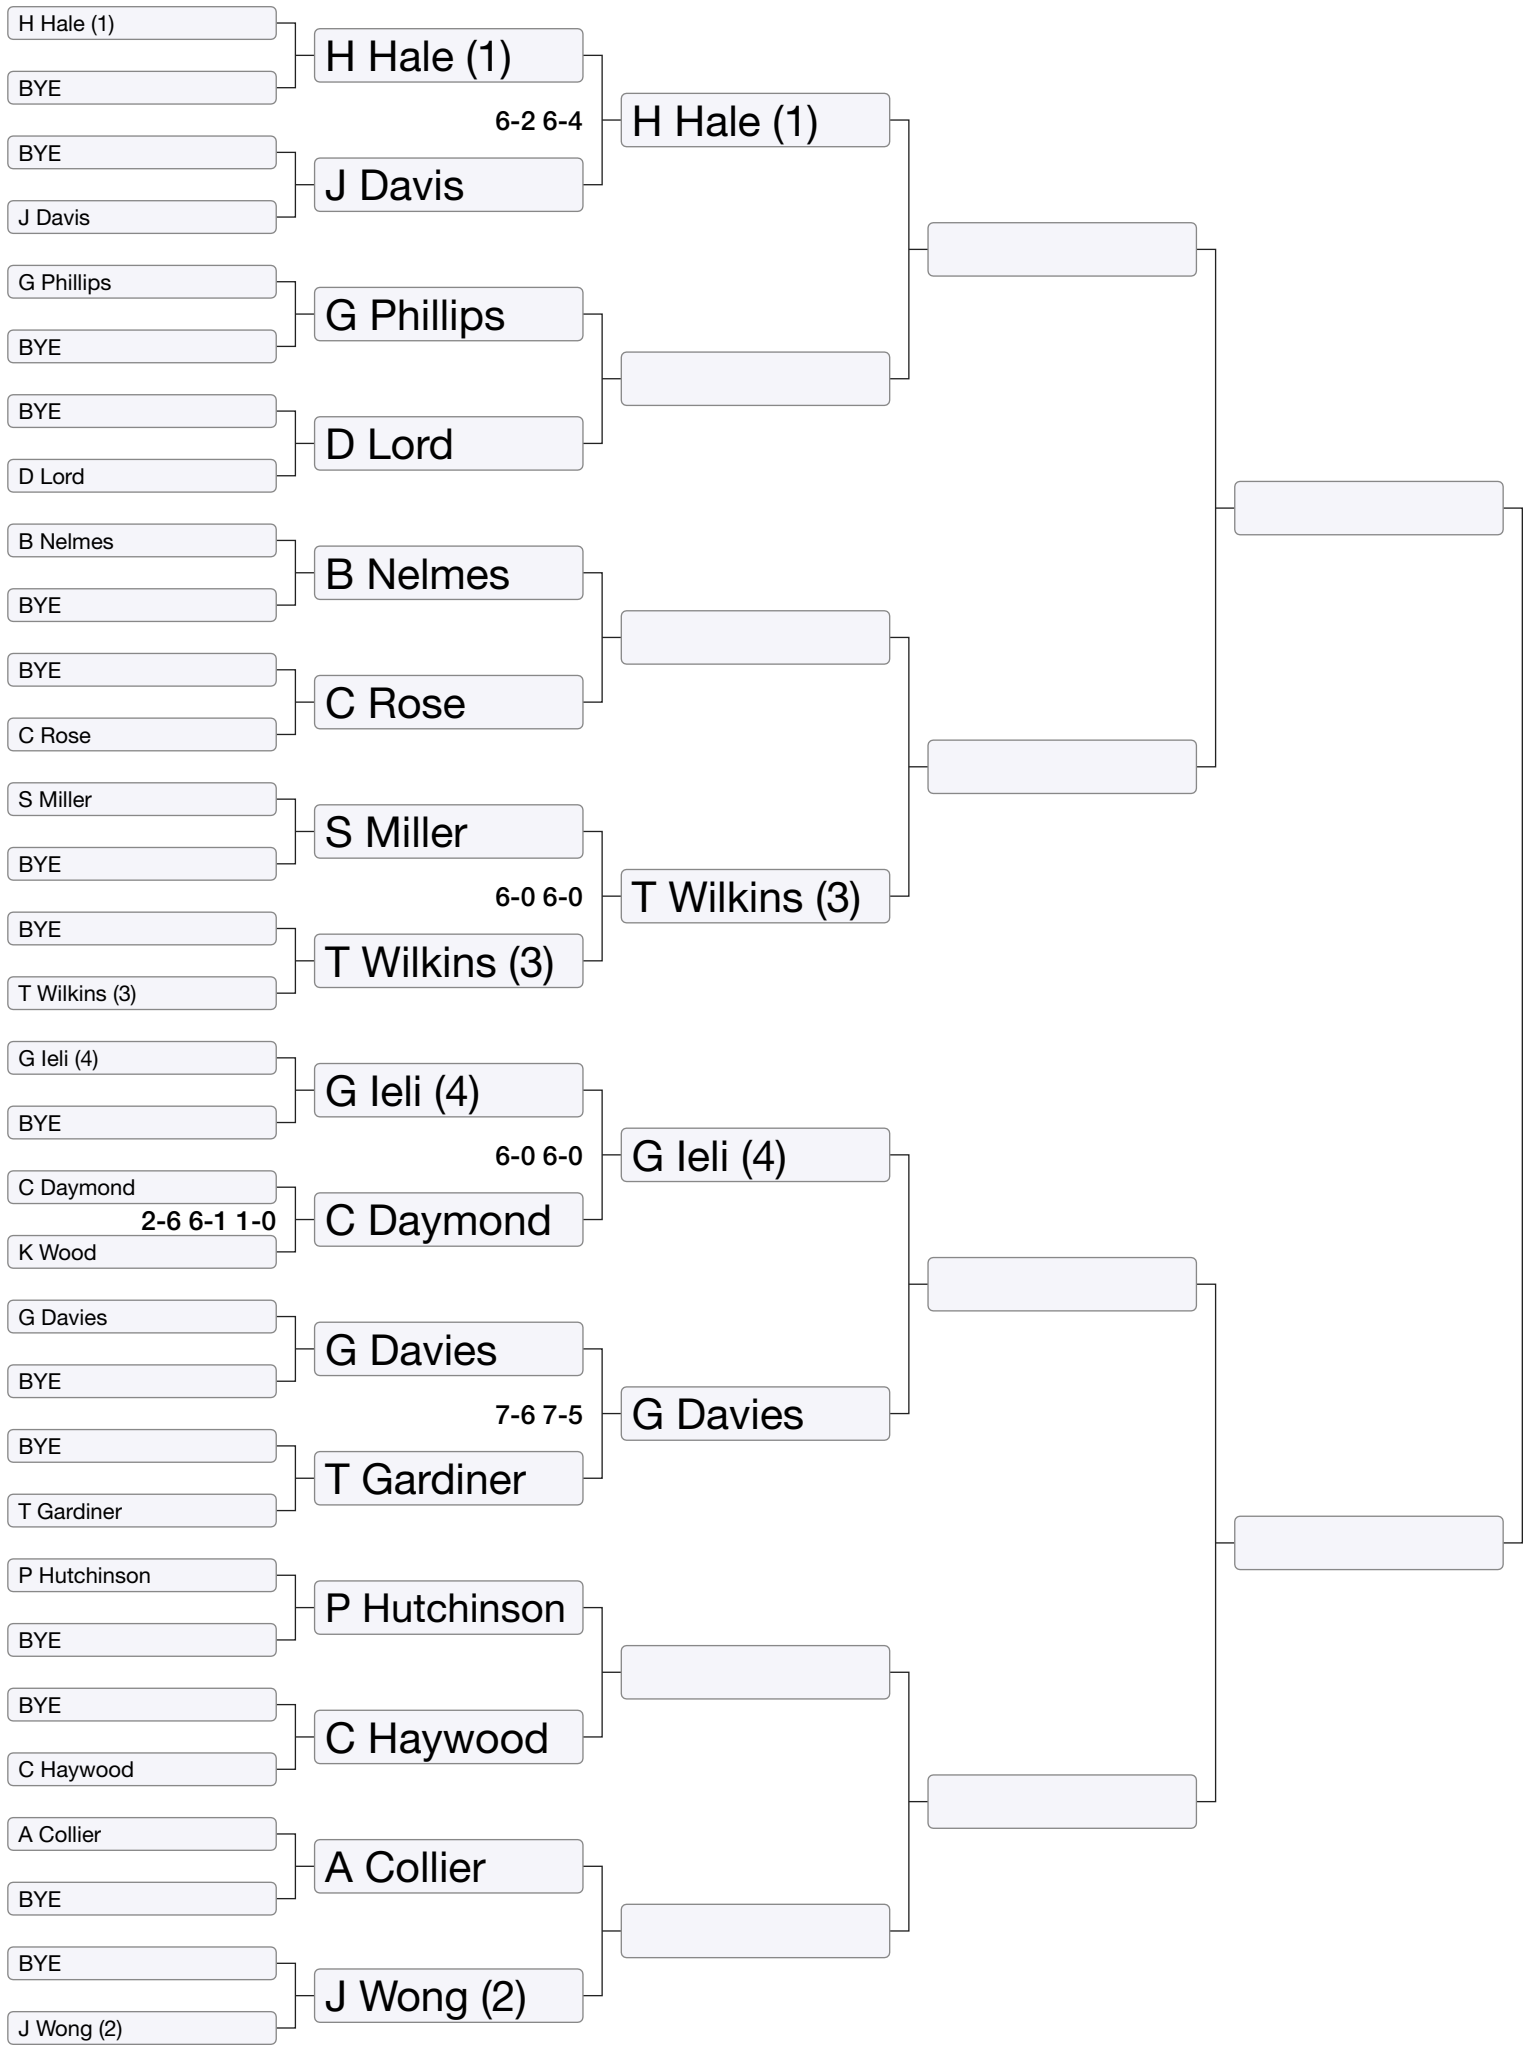 H Hale (1)
BYE
BYE
J Davis
G Phillips
BYE
BYE
D Lord
B Nelmes
BYE
BYE
C Rose
S Miller
BYE
BYE
T Wilkins (3)
G Ieli (4)
BYE
C Daymond
2-6 6-1 1-0
K Wood
G Davies
BYE
BYE
T Gardiner
P Hutchinson
BYE
BYE
C Haywood
A Collier
BYE
BYE
J Wong (2)
H Hale (1)
6-2 6-4
J Davis
G Phillips
D Lord
B Nelmes
C Rose
S Miller
6-0 6-0
T Wilkins (3)
G Ieli (4)
6-0 6-0
C Daymond
G Davies
7-6 7-5
T Gardiner
P Hutchinson
C Haywood
A Collier
J Wong (2)
H Hale (1)
T Wilkins (3)
G Ieli (4)
G Davies